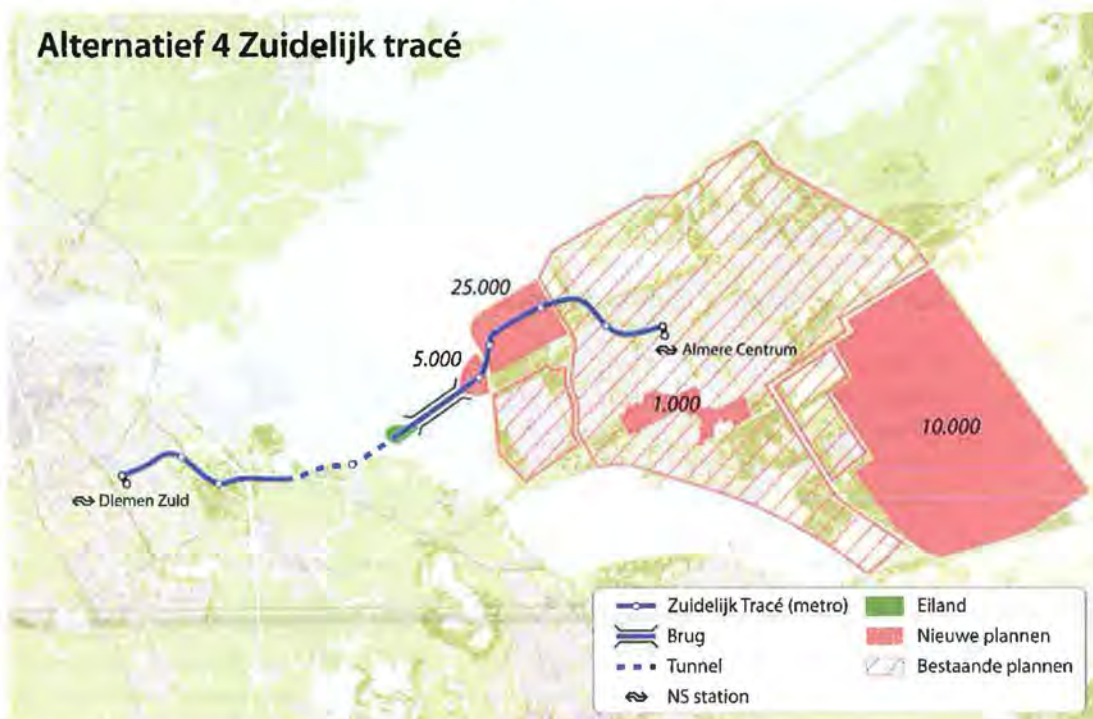 Alternatief 4 Zuidelijk tracé
25.000
5.000
Almere Centrum
1.000
10.000
Diemen Zuid
Zuidelijk Tracé (metro)
Brug
Tunnel
NS station
Eiland
Nieuwe plannen
Bestaande plannen